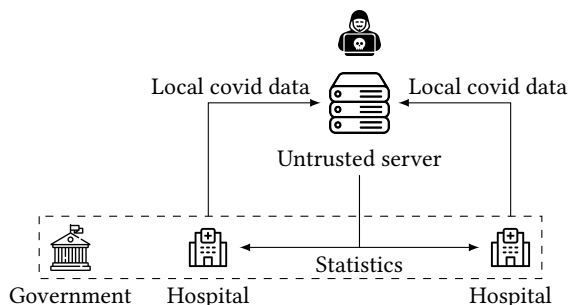 Local covid data
Local covid data
Untrusted server
Statistics
Government
Hospital
Hospital